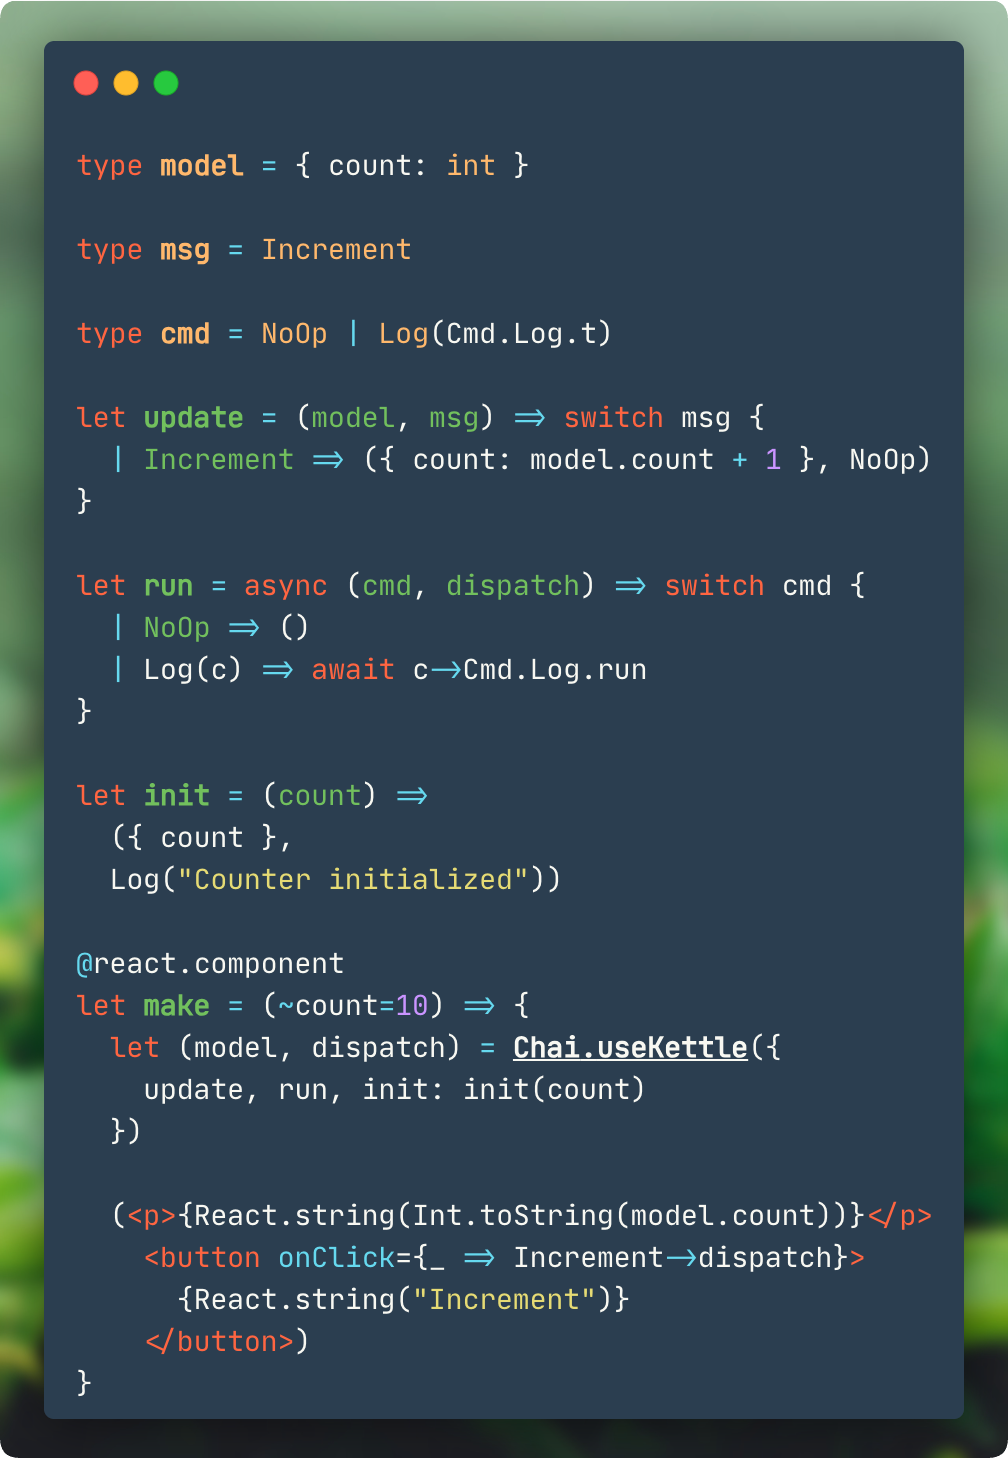 type model = { count: int }
type msg = Increment
type cmd = NoOp | Log(Cmd.Log.t)
let update = (model, msg) => switch msg {
  | Increment => ({ count: model.count + 1 }, NoOp)
}
let run = async (cmd, dispatch) => switch cmd {
  | NoOp => ()
  | Log(c) => await c->Cmd.Log.run
}
let init = (count) =>
  ({ count },
  Log("Counter initialized"))
@react.component
let make = (~count=10) => {
  let (model, dispatch) = Chai.useKettle({
    update, run, init: init(count)
  })
  (<p>{React.string(Int.toString(model.count))}</p>
    <button onClick={_ => Increment->dispatch}>
      {React.string("Increment")}
    </button>)
}